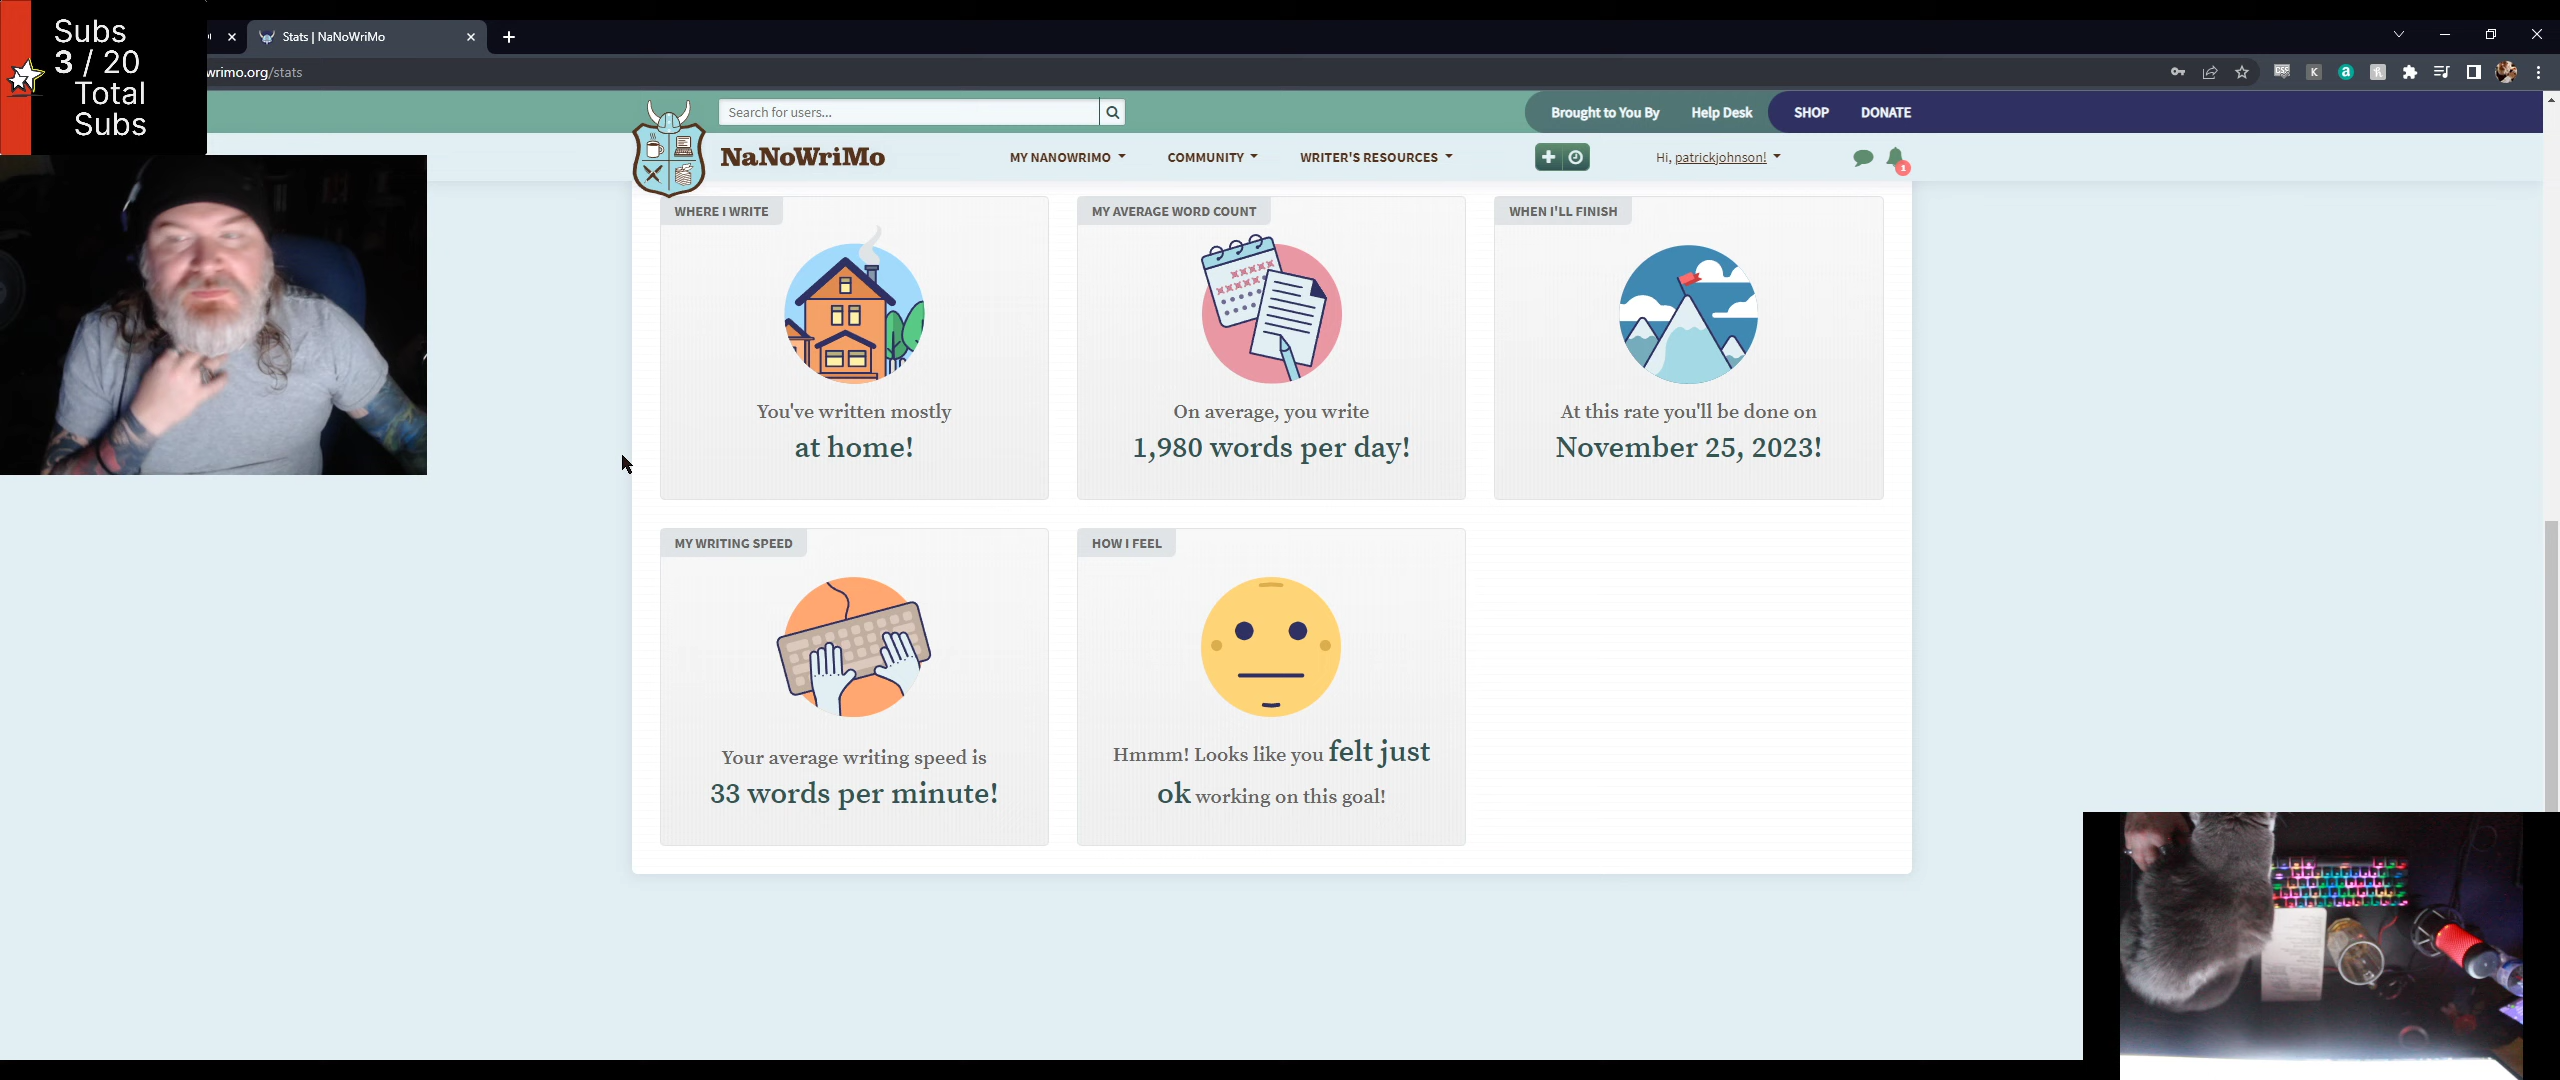 Subs
3 / 20
Total
Subs
Stats | NaNoWriMo
wrimo.org/stats
Search for users...
Brought to You By
Help Desk
SHOP
DONATE
NaNoWriMo
MY NANOWRIMO
COMMUNITY
WRITER'S RESOURCES
Hi, patrickjohnson!
1
WHERE I WRITE
You've written mostly
at home!
MY AVERAGE WORD COUNT
On average, you write
1,980 words per day!
WHEN I'LL FINISH
At this rate you'll be done on
November 25, 2023!
MY WRITING SPEED
Your average writing speed is
33 words per minute!
HOW I FEEL
Hmmm! Looks like you felt just
ok working on this goal!